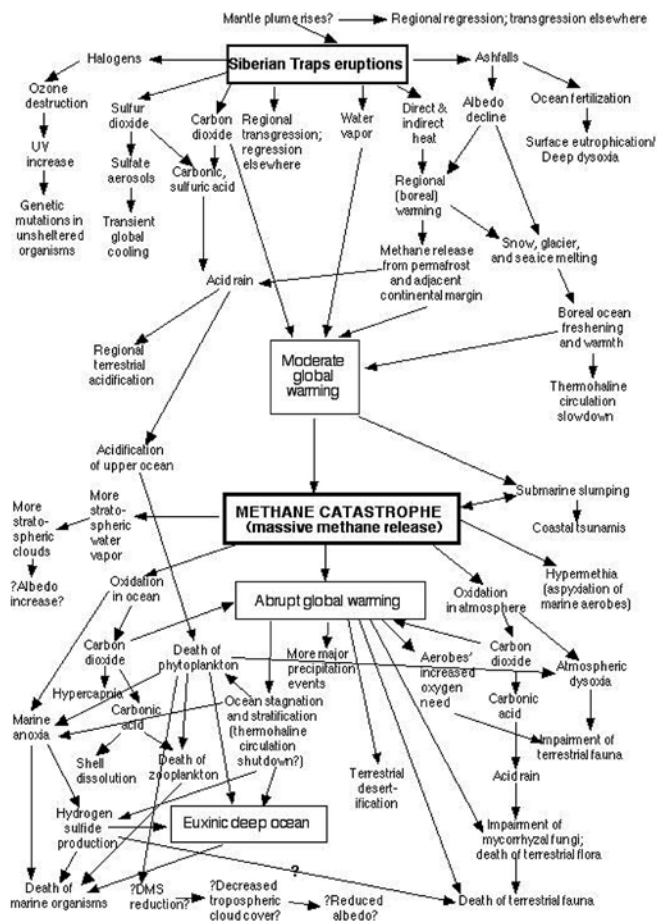 Mantle plume rises?
Regional regression; transgression elsewhere
Halogens
Siberian Traps eruptions
Ashfalls
Ozone
destruction
Sulfur
dioxide
Carbon
dioxide
Regional
transgression;
regression
elsewhere
Water
vapor
Direct &
indirect
heat
Albedo
decline
Ocean fertilization
UV
increase
Sulfate
aerosols
Carbonic,
sulfuric acid
Surface eutrophication/
Deep dysoxia
Genetic
mutations in
unsheltered
organisms
Transient
global
cooling
Regional
(boreal)
warming
Snow, glacier,
and sea ice melting
Acid rain
Methane release
from permafrost
and adjacent
continental margin
Boreal ocean
freshening
and warmth
Regional
terrestrial
acidification
Moderate
global
warming
Thermohaline
circulation
slowdown
Acidification
of upper ocean
Submarine slumping
Coastal tsunamis
METHANE CATASTROPHE
(massive methane release)
More
strato-
spheric
water
vapor
More
strato-
spheric
clouds
?Albedo
increase?
Hypermethia
(aspyxiation of
marine aerobes)
Oxidation
in ocean
Abrupt global warming
Oxidation
in atmosphere
Carbon
dioxide
Death of
phytoplankton
More major
precipitation
events
Aerobes'
increased
oxygen
need
Carbon
dioxide
Atmospheric
dysoxia
Hypercapnia
Marine
anoxia
Carbonic
acid
Ocean stagnation
and stratification
(thermohaline
circulation
shutdown?)
Carbonic
acid
Shell
dissolution
Death of
zooplankton
Terrestrial
desert-
ification
Impairment of
terrestrial fauna
Acid rain
Hydrogen
sulfide
production
Euxinic deep ocean
Impairment of
mycorrhyzal fungi;
death of terrestrial flora
?
Death of
marine organisms
?DMS
reduction?
?Decreased
tropospheric
cloud cover?
?Reduced
albedo?
Death of terrestrial fauna